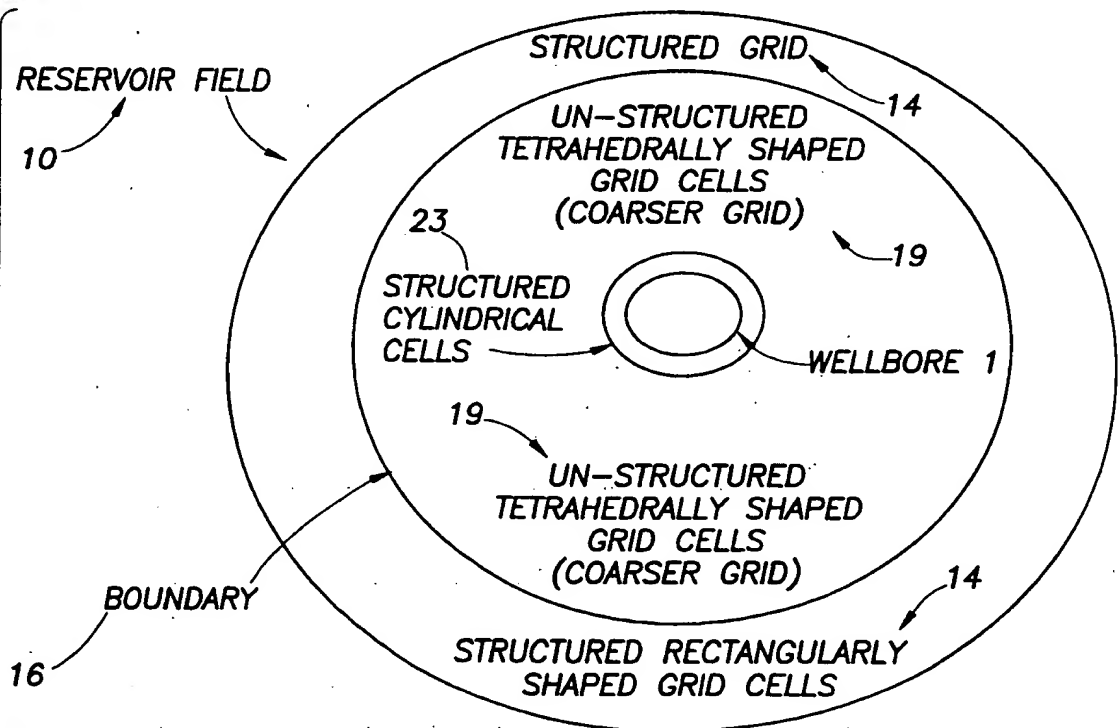 STRUCTURED GRID
14
RESERVOIR FIELD
10
UN-STRUCTURED
TETRAHEDRALLY SHAPED
GRID CELLS
(COARSER GRID)
19
23
STRUCTURED
CYLINDRICAL
CELLS
WELLBORE 1
19
UN-STRUCTURED
TETRAHEDRALLY SHAPED
GRID CELLS
(COARSER GRID)
14
BOUNDARY
16
STRUCTURED RECTANGULARLY
SHAPED GRID CELLS